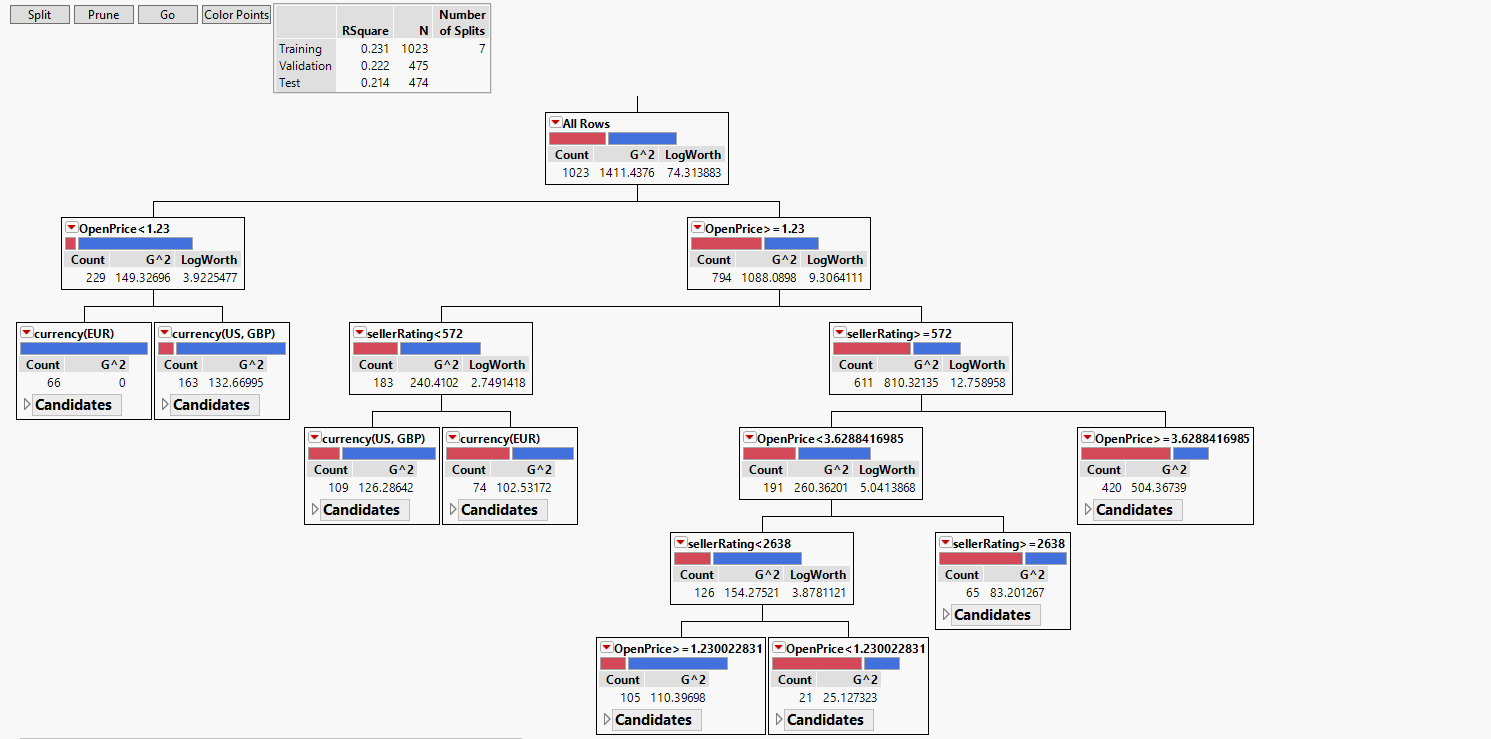 Split Prune Go Color Points
Number
RSquare N of Splits
Training 0.231 1023 7
Validation 0.222 475
Test 0.214 474
All Rows
Count G^2 LogWorth
1023 1411.4376 74.313883
OpenPrice<1.23
Count G^2 LogWorth
229 149.32696 3.9225477
OpenPrice>=1.23
Count G^2 LogWorth
794 1088.0898 9.3064111
currency(EUR)
Count G^2
66 0
Candidates
currency(US, GBP)
Count G^2
163 132.66995
Candidates
sellerRating<572
Count G^2 LogWorth
183 240.4102 2.7491418
sellerRating>=572
Count G^2 LogWorth
611 810.32135 12.758958
currency(US, GBP)
Count G^2
109 126.28642
Candidates
currency(EUR)
Count G^2
74 102.53172
Candidates
OpenPrice<3.6288416985
Count G^2 LogWorth
191 260.36201 5.0413868
OpenPrice>=3.6288416985
Count G^2
420 504.36739
Candidates
sellerRating<2638
Count G^2 LogWorth
126 154.27521 3.8781121
sellerRating>=2638
Count G^2
65 83.201267
Candidates
OpenPrice>=1.230022831
Count G^2
105 110.39698
Candidates
OpenPrice<1.230022831
Count G^2
21 25.127323
Candidates